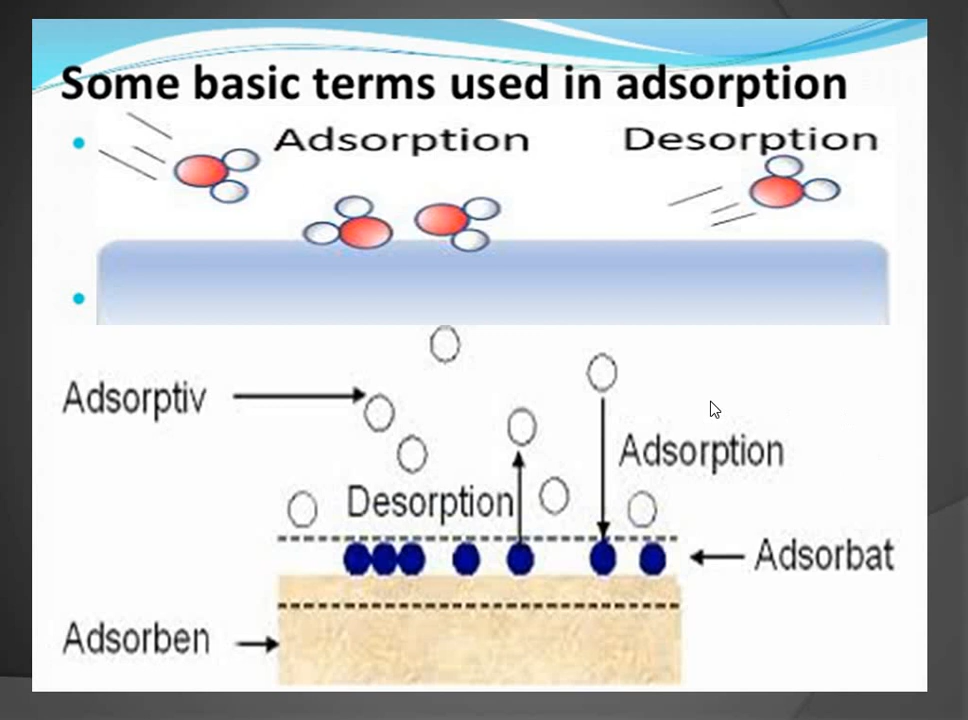 Some basic terms used in adsorption
Adsorption
Desorption
Adsorptiv
Adsorption
Desorption
Adsorbat
Adsorben